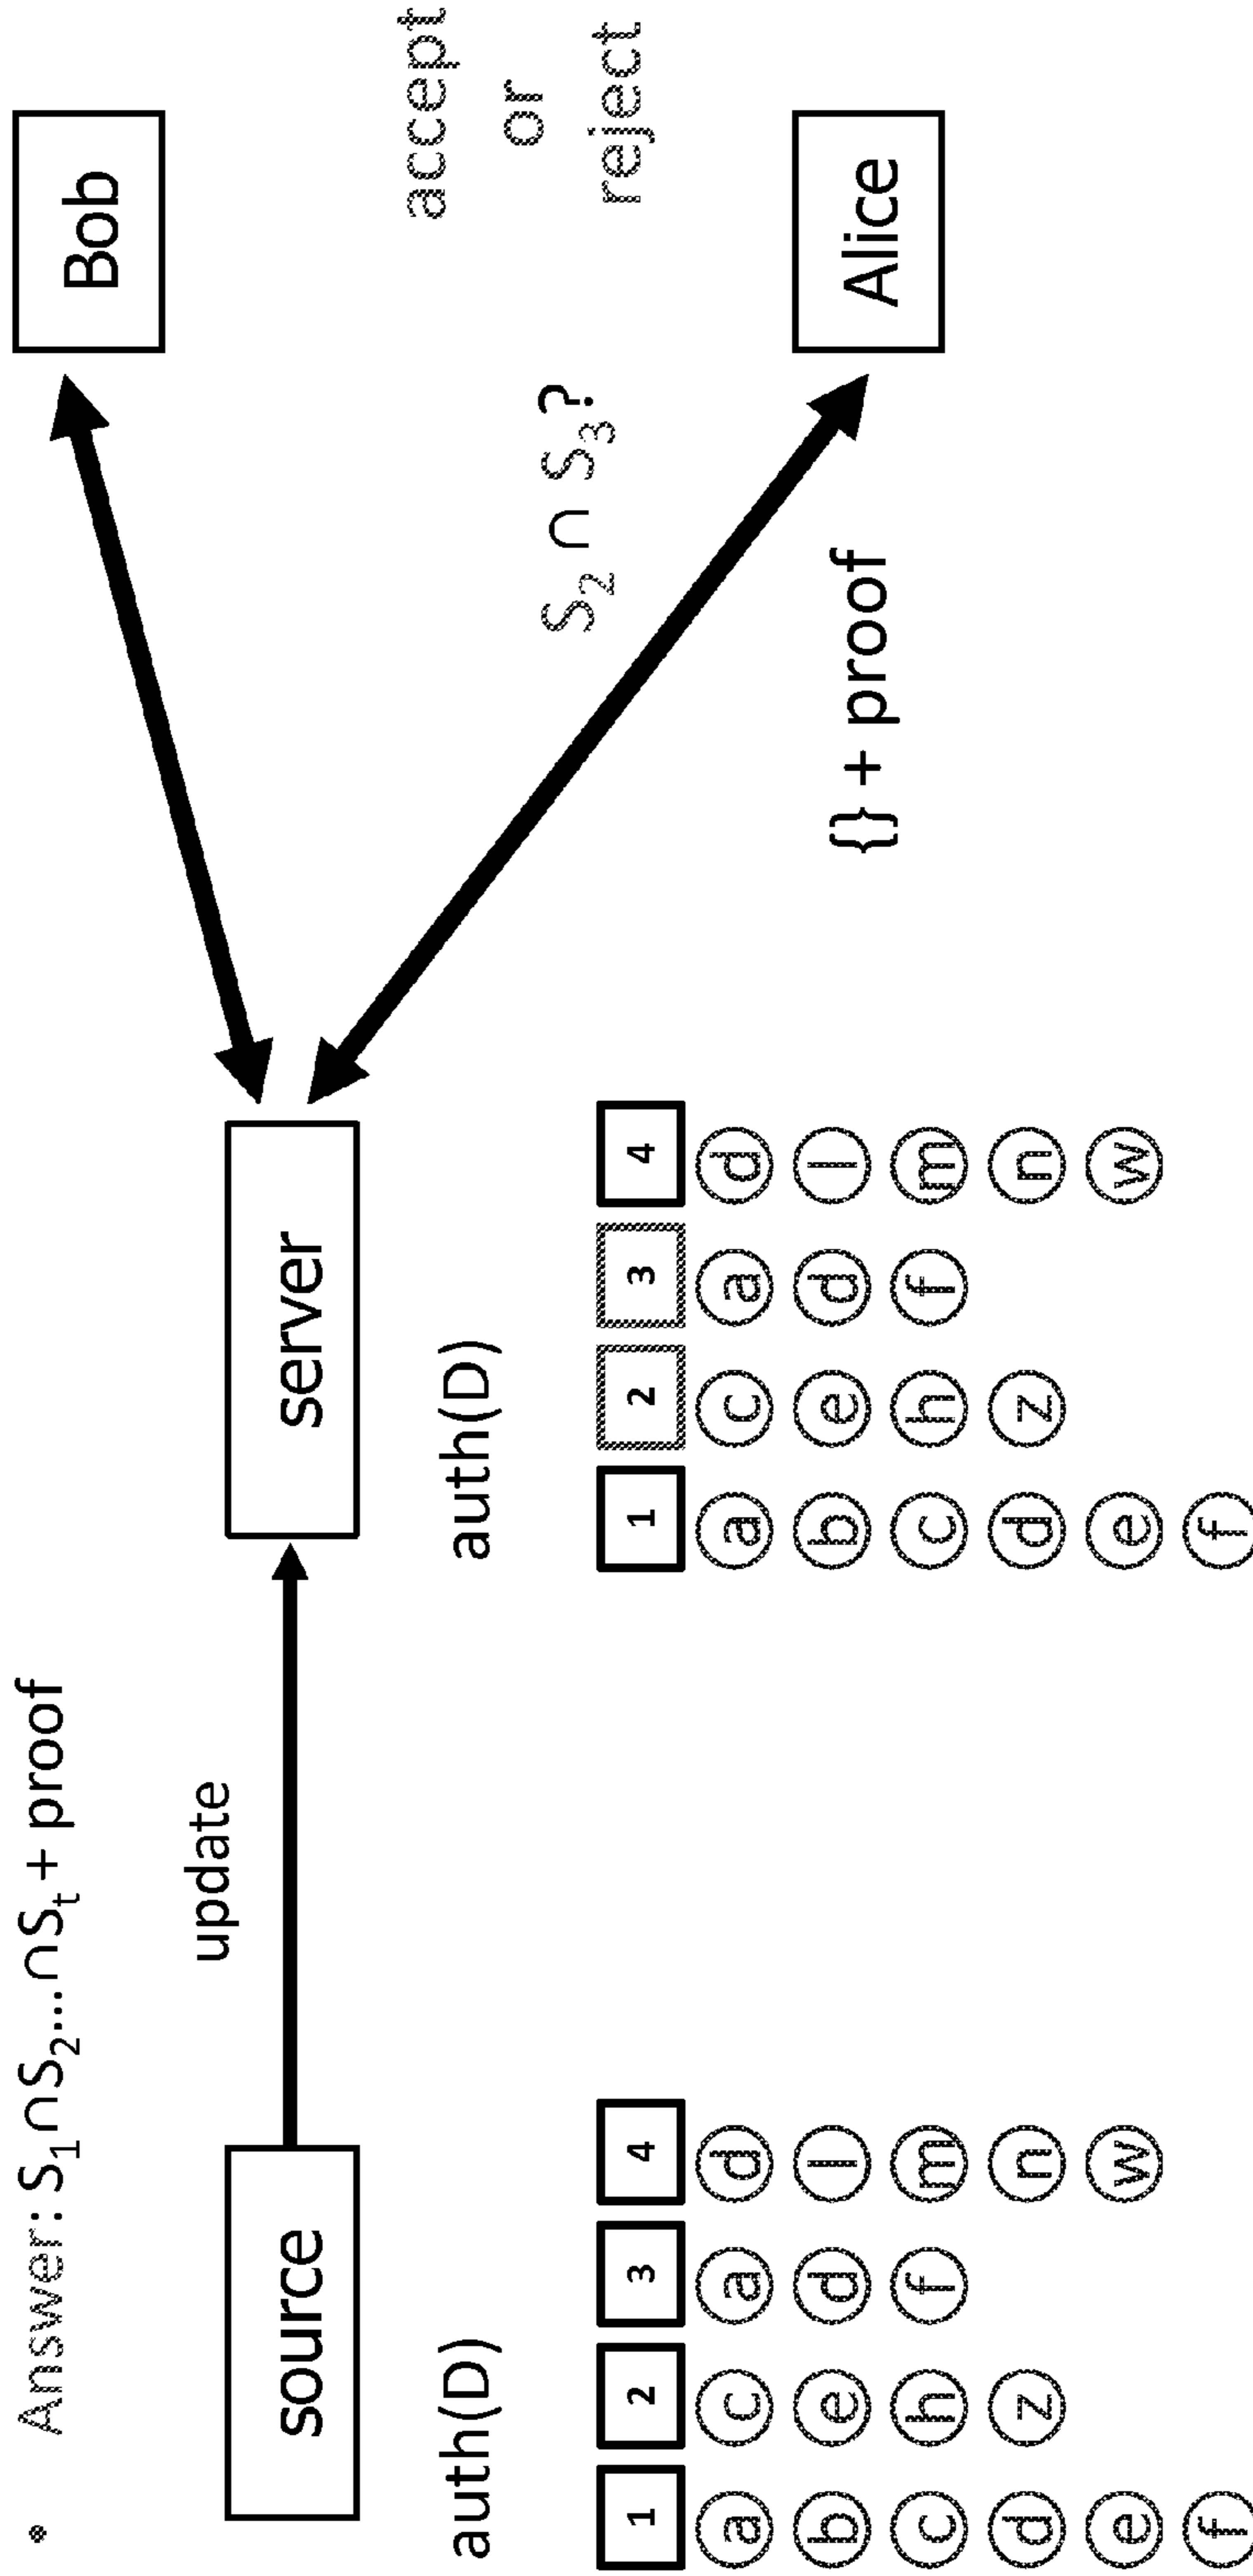 • Answer: S₁∩S₂...∩Sₜ + proof
update
source
server
Bob
auth(D)
auth(D)
S₂ ∩ S₃?
accept
or
reject
1 2 3 4
a c a d
b e d l
c h f m
d z n
e w
f
1 2 3 4
a c a d
b e d l
c h f m
d z n
e w
f
{} + proof
Alice